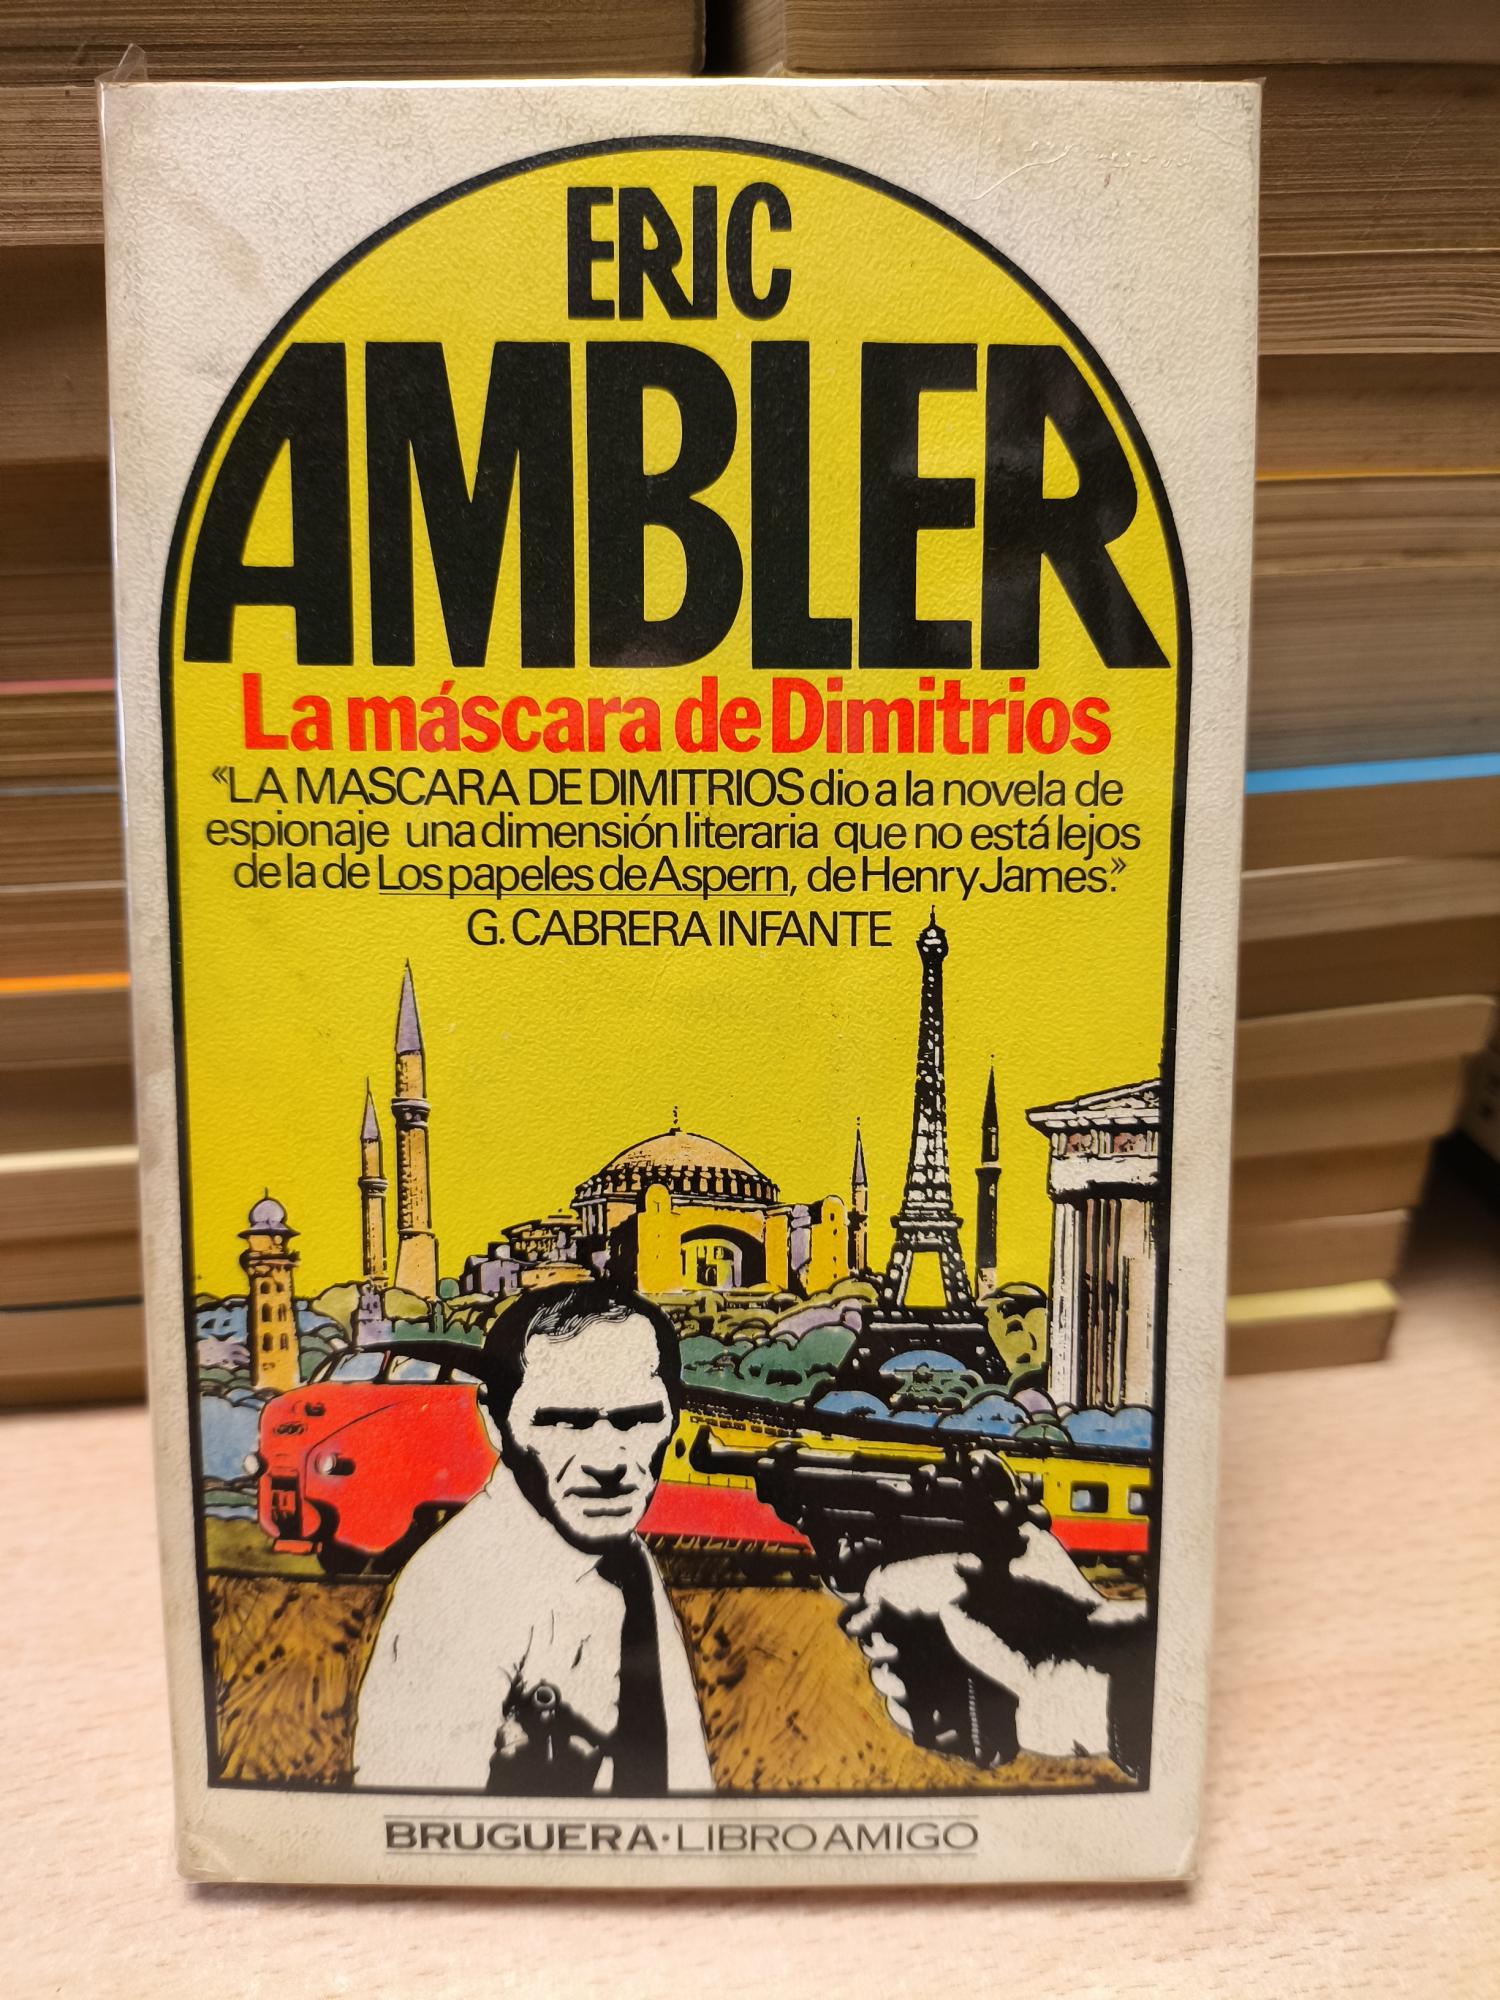 ERIC
AMBLER
La máscara de Dimitrios
«LA MASCARA DE DIMITRIOS dio a la novela de
espionaje una dimensión literaria que no está lejos
de la de Los papeles de Aspern, de Henry James.»
G. CABRERA INFANTE
BRUGUERA·LIBRO AMIGO